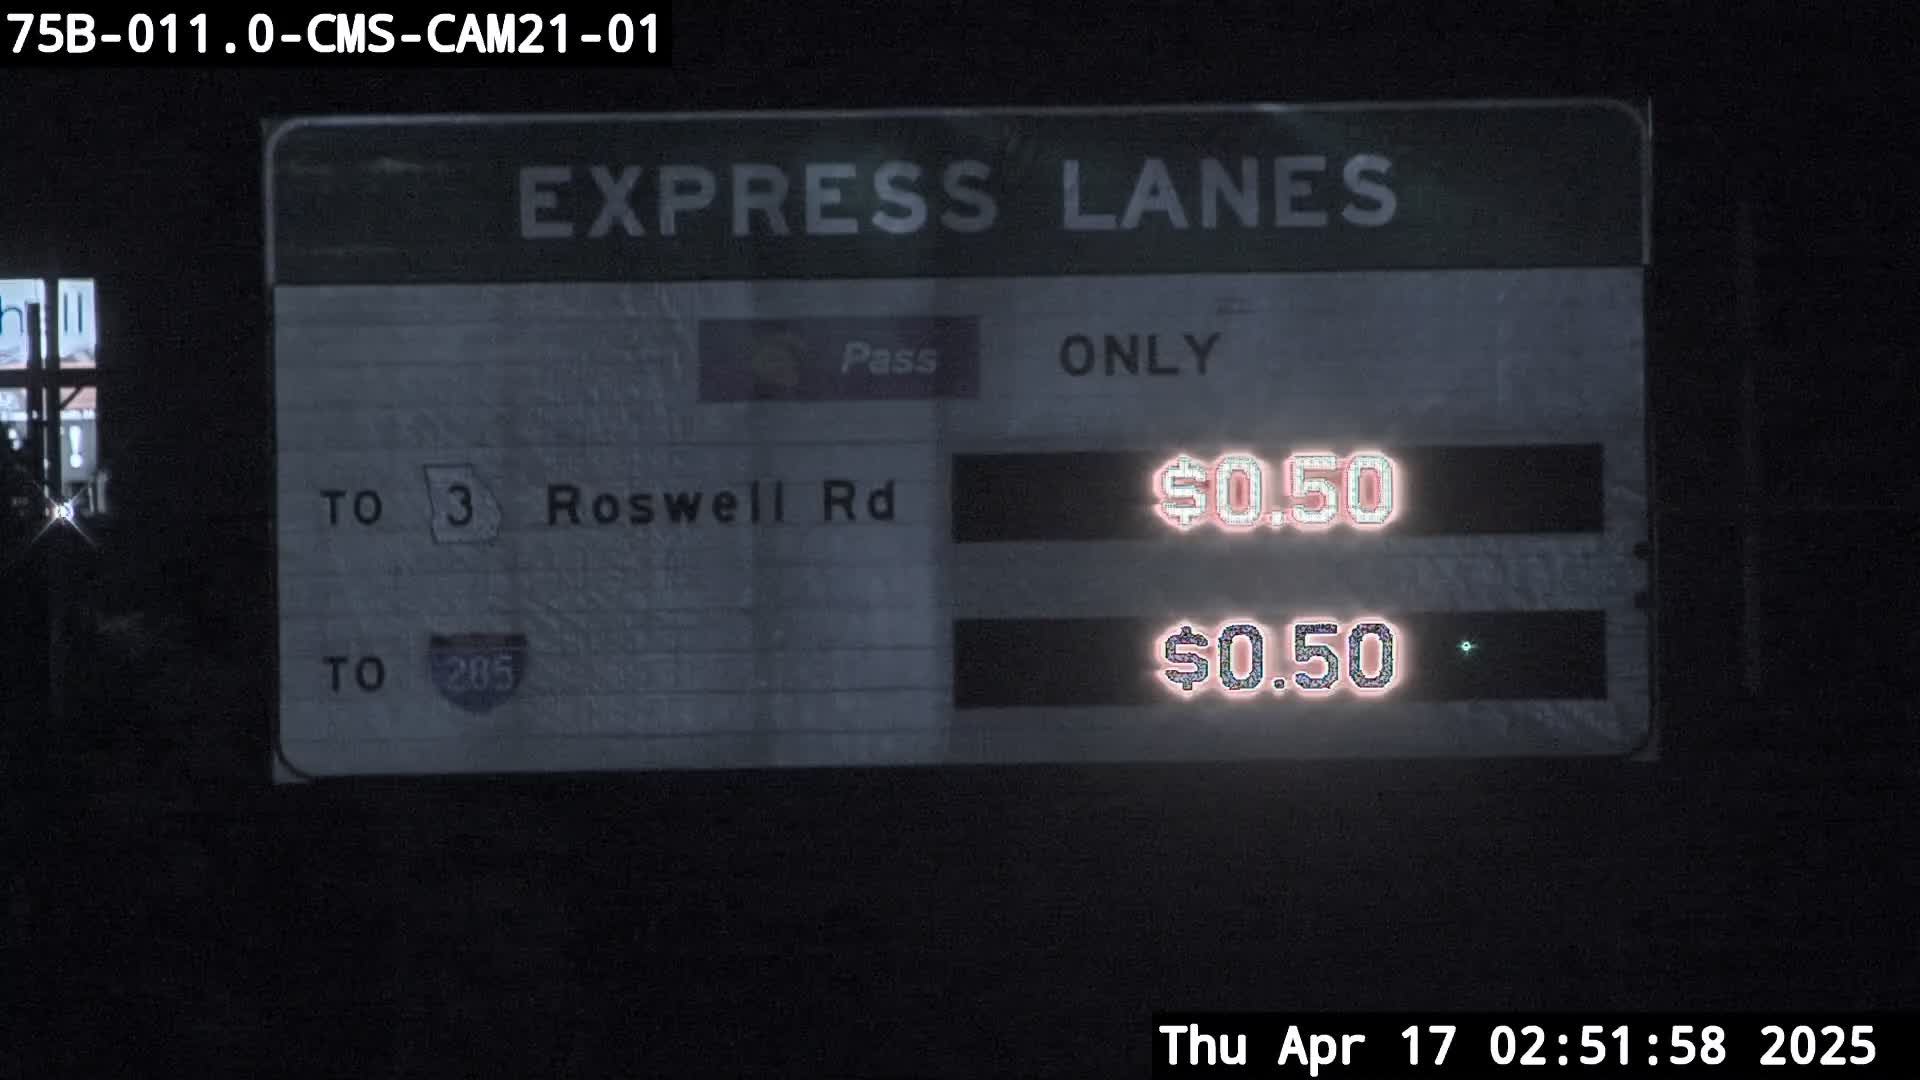 75B-011.0-CMS-CAM21-01
EXPRESS LANES
Pass ONLY
TO 3 Roswell Rd $0.50
TO 285 $0.50
Thu Apr 17 02:51:58 2025